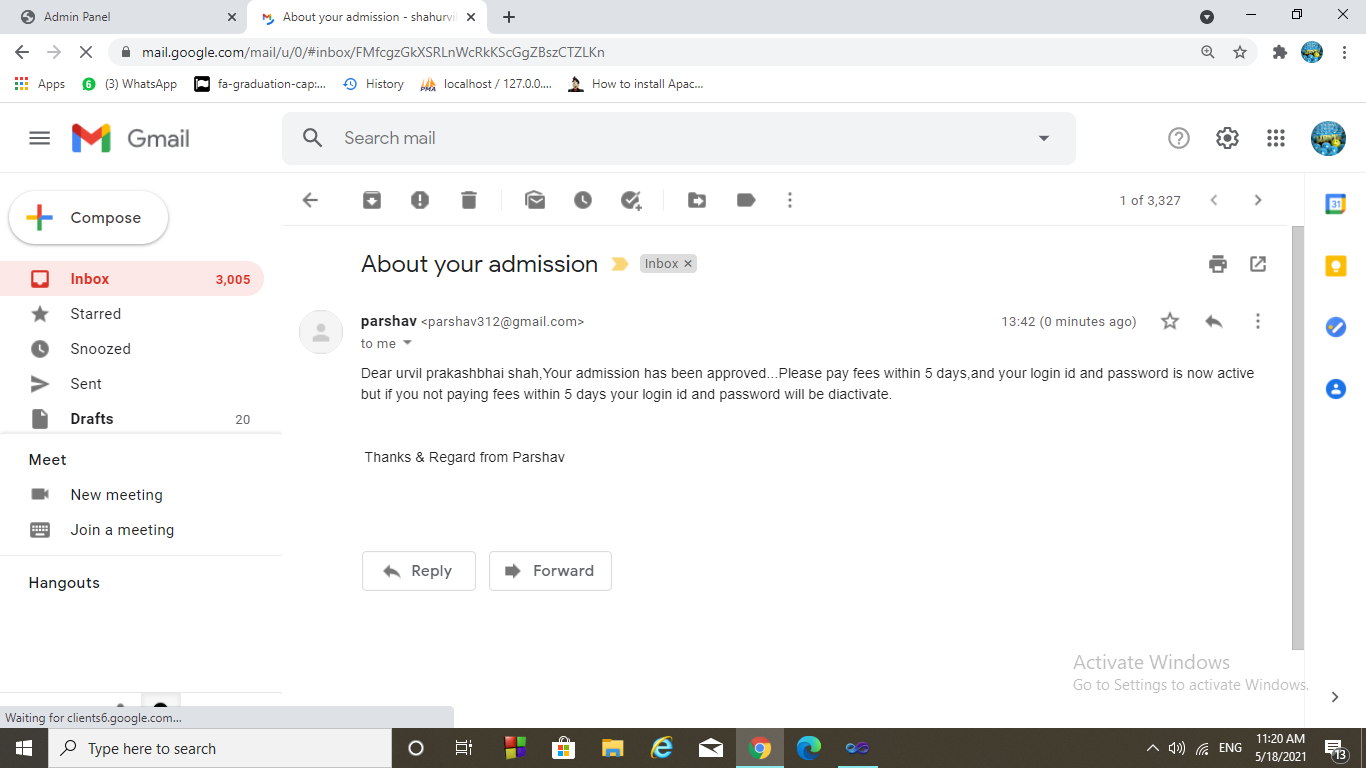 Admin Panel
About your admission - shahurvil
mail.google.com/mail/u/0/#inbox/FMfcgzGkXSRLnWcRkKScGgZBszCTZLKn
Apps
6
(3) WhatsApp
fa-graduation-cap:...
History
PMA
localhost / 127.0.0....
How to install Apac...
Gmail
Search mail
Compose
1 of 3,327
31
Inbox 3,005
Starred
Snoozed
Sent
Drafts 20
Meet
New meeting
Join a meeting
Hangouts
About your admission
Inbox ×
parshav <parshav312@gmail.com>
13:42 (0 minutes ago)
to me
Dear urvil prakashbhai shah,Your admission has been approved...Please pay fees within 5 days,and your login id and password is now active
but if you not paying fees within 5 days your login id and password will be diactivate.
Thanks & Regard from Parshav
Reply
Forward
Activate Windows
Go to Settings to activate Windows.
Waiting for clients6.google.com...
Type here to search
ENG
11:20 AM
5/18/2021
13